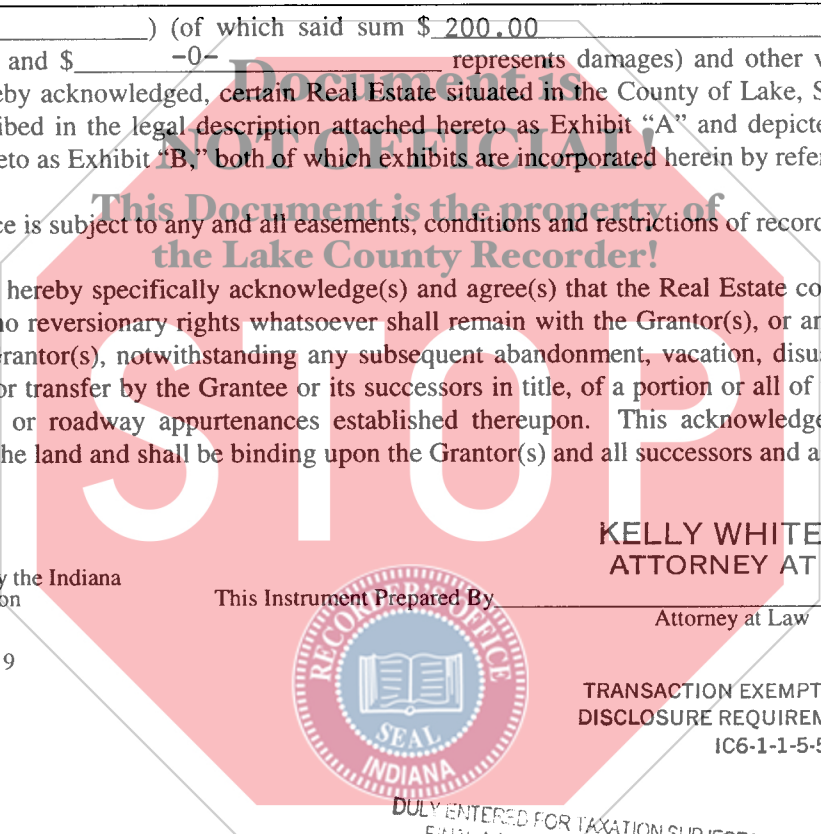 ) (of which said sum $ 200.00
and $ -0- represents damages) and other v
eby acknowledged, certain Real Estate situated in the County of Lake, S
ibed in the legal description attached hereto as Exhibit “A” and depicte
eto as Exhibit “B,” both of which exhibits are incorporated herein by refer
Document is
NOT OFFICIAL!
This Document is the property of
the Lake County Recorder!
ce is subject to any and all easements, conditions and restrictions of record
hereby specifically acknowledge(s) and agree(s) that the Real Estate co
no reversionary rights whatsoever shall remain with the Grantor(s), or an
rantor(s), notwithstanding any subsequent abandonment, vacation, disus
or transfer by the Grantee or its successors in title, of a portion or all of
or roadway appurtenances established thereupon. This acknowledge
he land and shall be binding upon the Grantor(s) and all successors and a
STOP
KELLY WHITE
ATTORNEY AT
y the Indiana
on
This Instrument Prepared By
Attorney at Law
9
RECORDER'S OFFICE
SEAL
INDIANA
TRANSACTION EXEMPT
DISCLOSURE REQUIREM
IC6-1-1-5-5
DULY ENTERED FOR TAXATION SUBJECT